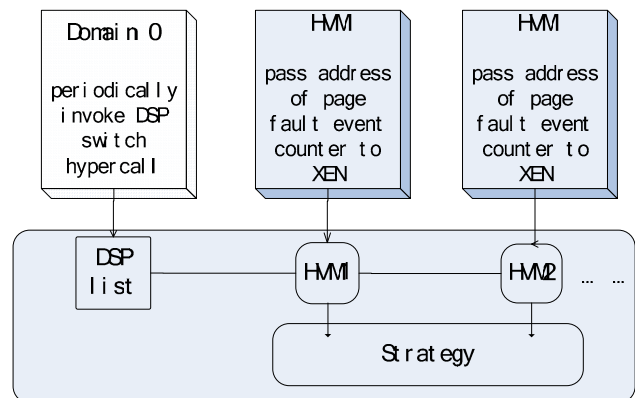 Domain 0
periodically
invoke DSP
switch
hypercall
HVM
pass address
of page
fault event
counter to
XEN
HVM
pass address
of page
fault event
counter to
XEN
DSP
list
HVM1
HVM2
... ...
Strategy